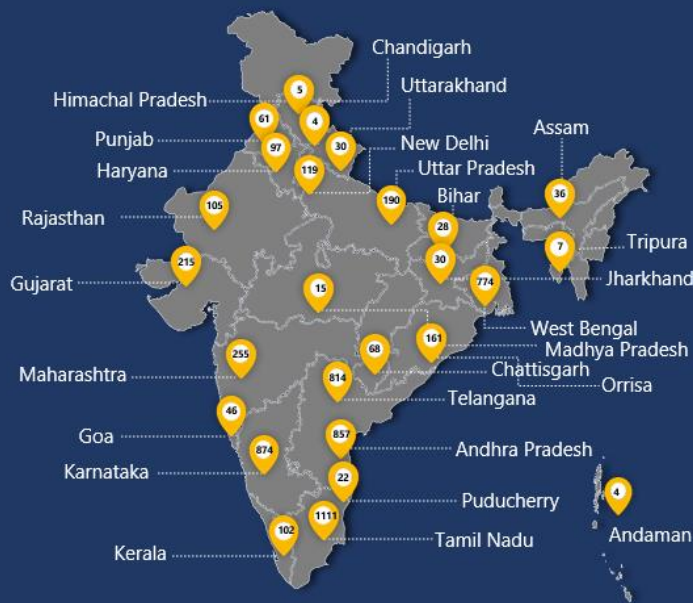 Chandigarh
5
Himachal Pradesh
Uttarakhand
61
4
Assam
Punjab
97
30
New Delhi
Haryana
119
Uttar Pradesh
36
105
190
Bihar
Rajasthan
28
7
Tripura
215
30
Gujarat
15
774
Jharkhand
West Bengal
161
Madhya Pradesh
255
68
Chattisgarh
Maharashtra
814
Orrisa
Telangana
46
Goa
857
Andhra Pradesh
874
Karnataka
22
4
Puducherry
1111
Andaman
102
Tamil Nadu
Kerala